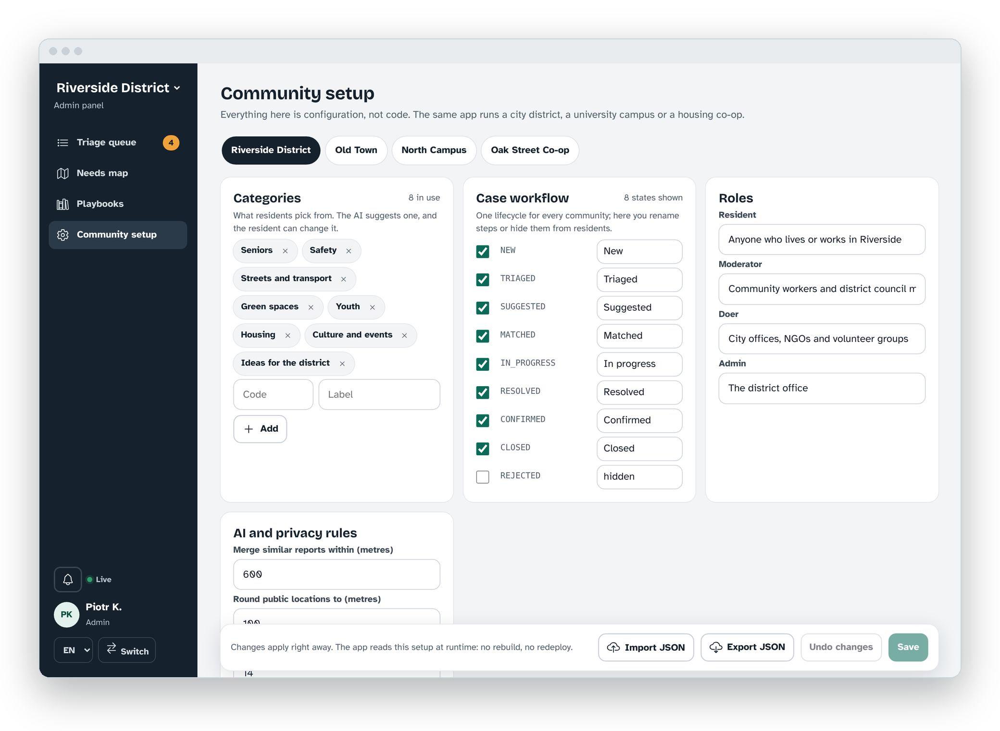 Riverside District
Admin panel
Triage queue 4
Needs map
Playbooks
Community setup
Live
PK
Piotr K.
Admin
EN
Switch
Community setup
Everything here is configuration, not code. The same app runs a city district, a university campus or a housing co-op.
Riverside District
Old Town
North Campus
Oak Street Co-op
Categories
8 in use
What residents pick from. The AI suggests one, and
the resident can change it.
Seniors ×
Safety ×
Streets and transport ×
Green spaces ×
Youth ×
Housing ×
Culture and events ×
Ideas for the district ×
Code
Label
+ Add
Case workflow
8 states shown
One lifecycle for every community; here you rename
steps or hide them from residents.
NEW New
TRIAGED Triaged
SUGGESTED Suggested
MATCHED Matched
IN_PROGRESS In progress
RESOLVED Resolved
CONFIRMED Confirmed
CLOSED Closed
REJECTED hidden
Roles
Resident
Anyone who lives or works in Riverside
Moderator
Community workers and district council
Doer
City offices, NGOs and volunteer groups
Admin
The district office
AI and privacy rules
Merge similar reports within (metres)
600
Round public locations to (metres)
100
14
Changes apply right away. The app reads this setup at runtime: no rebuild, no redeploy.
Import JSON
Export JSON
Undo changes
Save